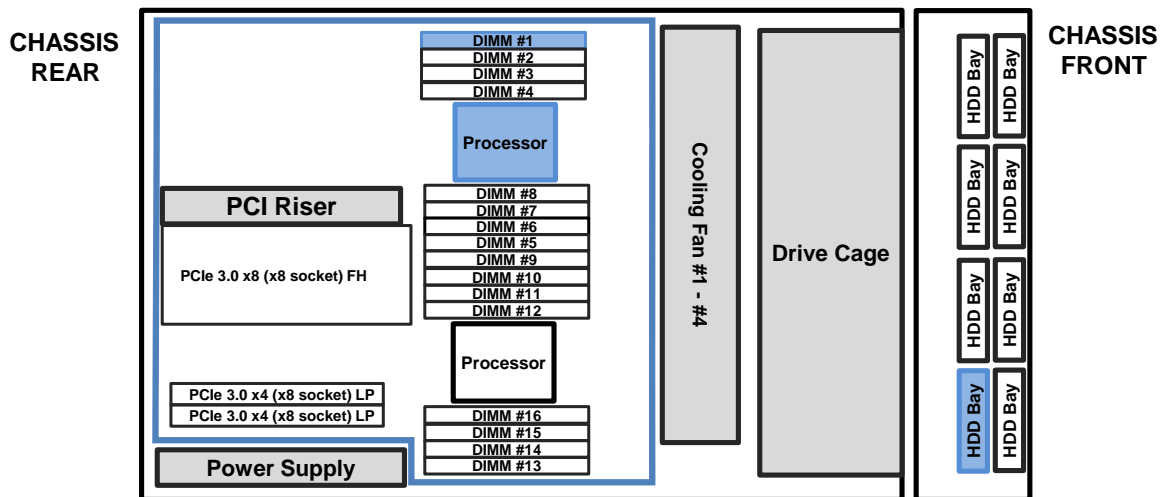 CHASSIS
REAR
DIMM #1
DIMM #2
DIMM #3
DIMM #4
Processor
DIMM #8
DIMM #7
DIMM #6
DIMM #5
DIMM #9
DIMM #10
DIMM #11
DIMM #12
Processor
DIMM #16
DIMM #15
DIMM #14
DIMM #13
PCI Riser
PCIe 3.0 x8 (x8 socket) FH
PCIe 3.0 x4 (x8 socket) LP
PCIe 3.0 x4 (x8 socket) LP
Power Supply
Cooling Fan #1 - #4
Drive Cage
HDD Bay
HDD Bay
HDD Bay
HDD Bay
HDD Bay
HDD Bay
HDD Bay
HDD Bay
CHASSIS
FRONT